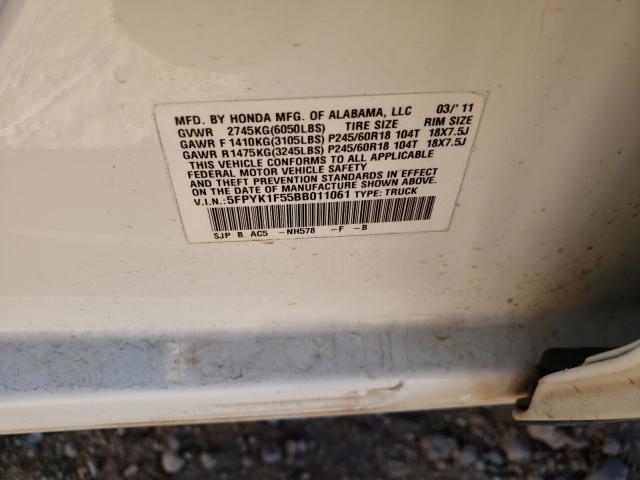 MFD. BY HONDA MFG. OF ALABAMA, LLC 03/'11
GVWR 2745KG(6050LBS) TIRE SIZE RIM SIZE
GAWR F 1410KG(3105LBS) P245/60R18 104T 18X7.5J
GAWR R1475KG(3245LBS) P245/60R18 104T 18X7.5J
THIS VEHICLE CONFORMS TO ALL APPLICABLE
FEDERAL MOTOR VEHICLE SAFETY
AND THEFT PREVENTION STANDARDS IN EFFECT
ON THE DATE OF MANUFACTURE SHOWN ABOVE.
V.I.N.: 5FPYK1F55BB011061 TYPE: TRUCK
SJP B AC5 -NH578 -F -B